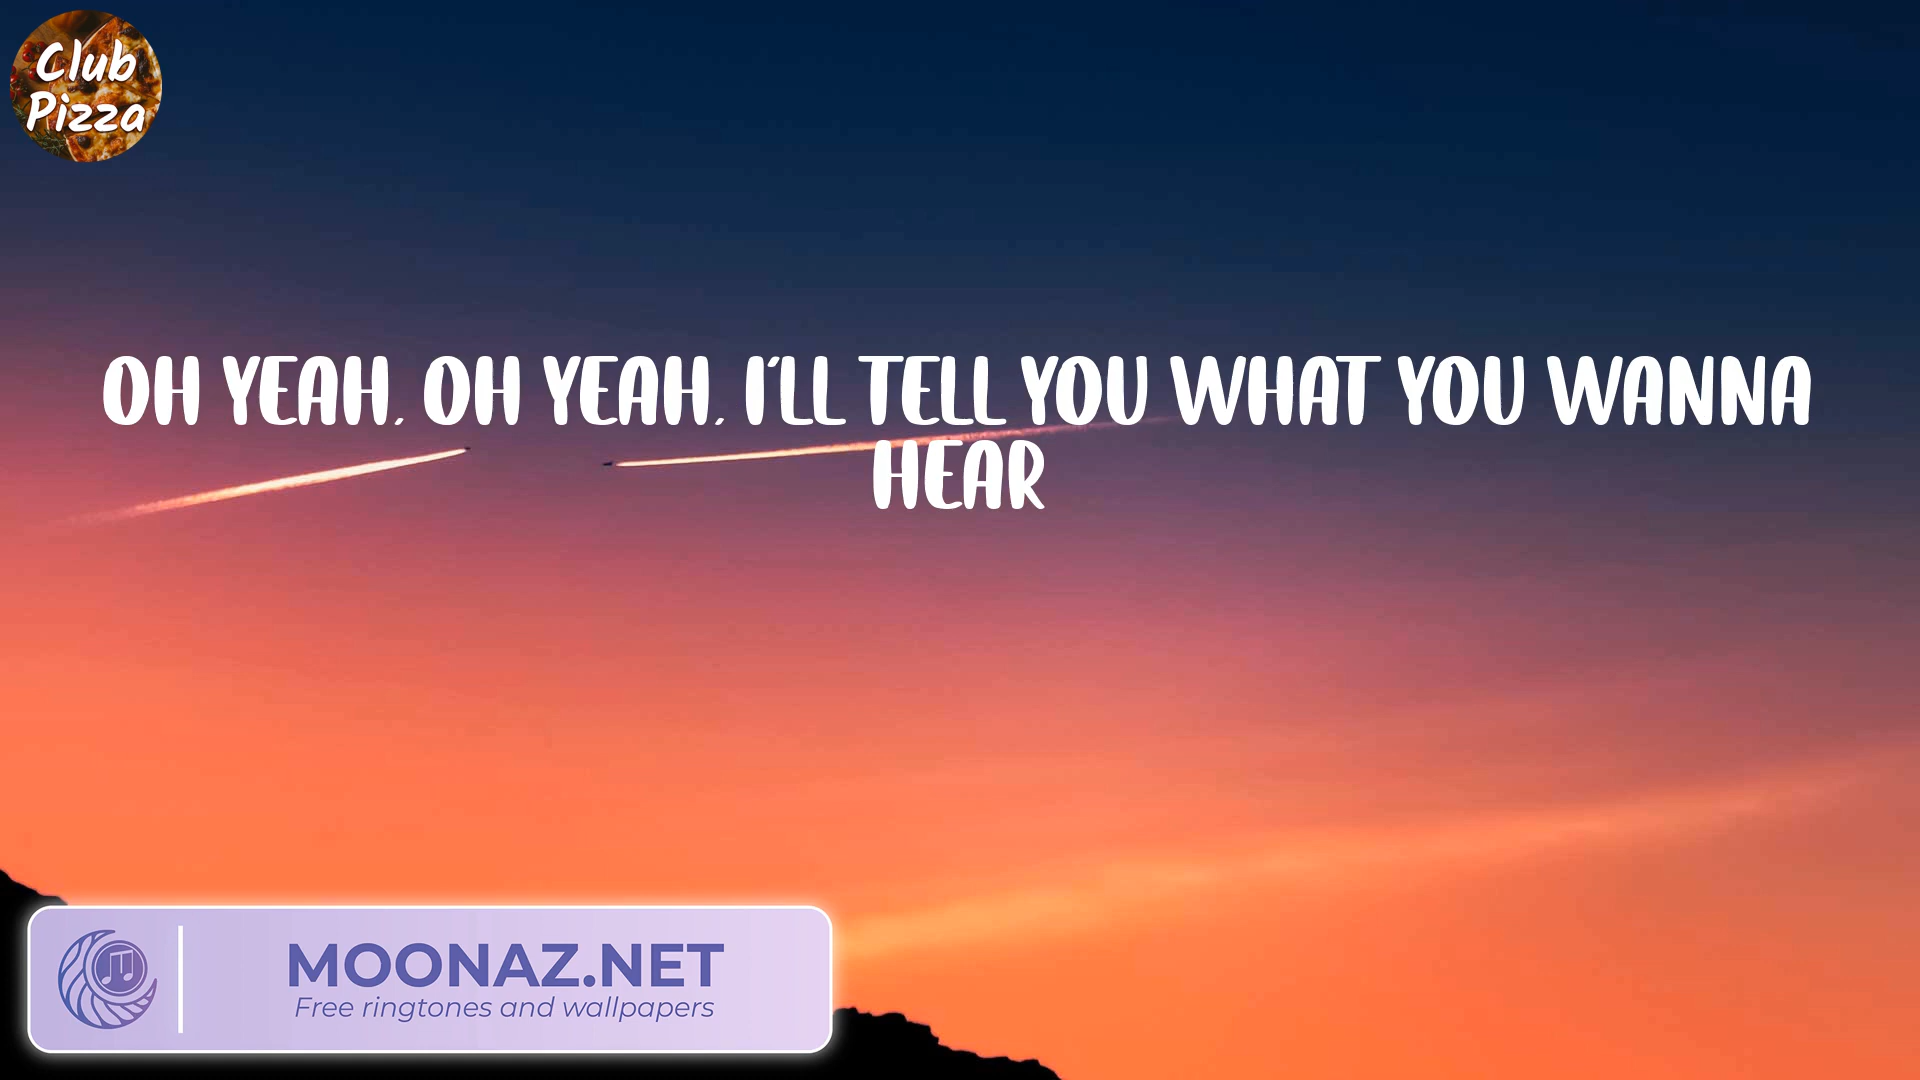 Club
Pizza
OH YEAH, OH YEAH, I'LL TELL YOU WHAT YOU WANNA
HEAR
MOONAZ.NET
Free ringtones and wallpapers